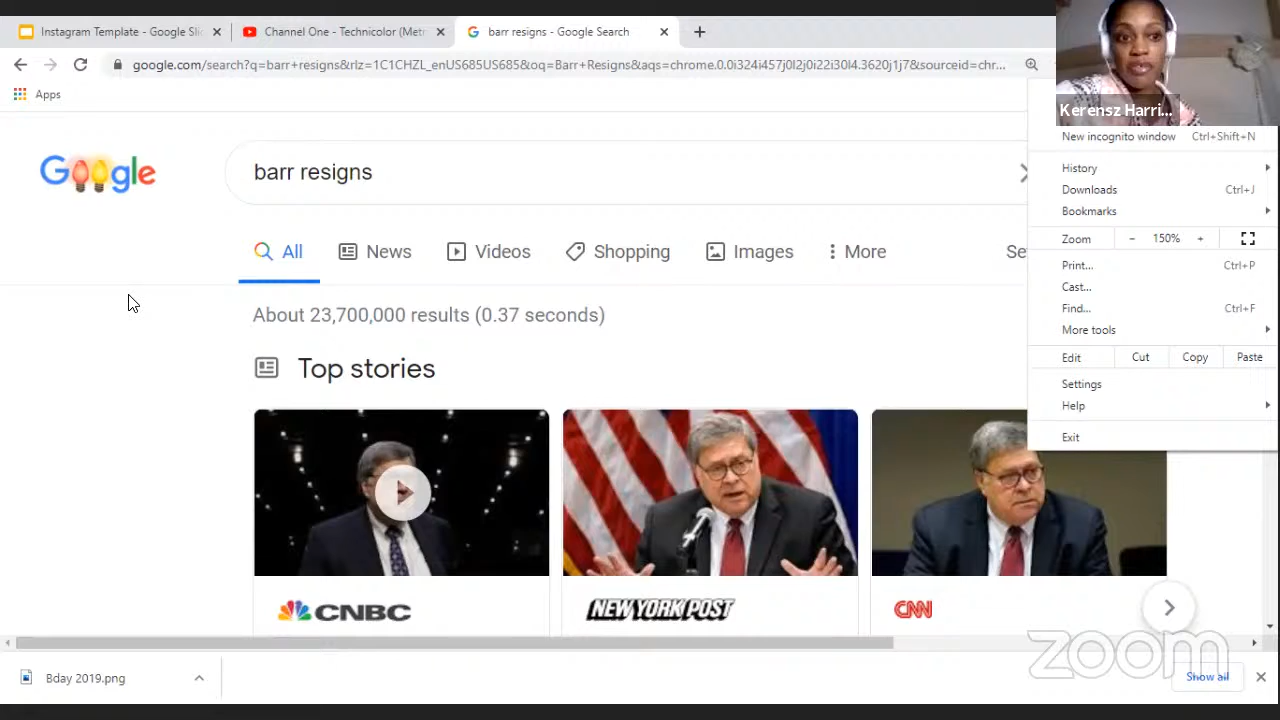 Instagram Template - Google Sli
Channel One - Technicolor (Metr
barr resigns - Google Search
google.com/search?q=barr+resigns&rlz=1C1CHZL_enUS685US685&oq=Barr+Resigns&aqs=chrome.0.0i324i457j0l2j0i22i30l4.3620j1j7&sourceid=chr...
Apps
Kerensz Harri...
New incognito window Ctrl+Shift+N
History
Downloads Ctrl+J
Bookmarks
Zoom - 150% +
Print... Ctrl+P
Cast...
Find... Ctrl+F
More tools
Edit Cut Copy Paste
Settings
Help
Exit
Google
barr resigns
All News Videos Shopping Images More Se
About 23,700,000 results (0.37 seconds)
Top stories
CNBC
NEW YORK POST
CNN
zoom
Bday 2019.png
Show all